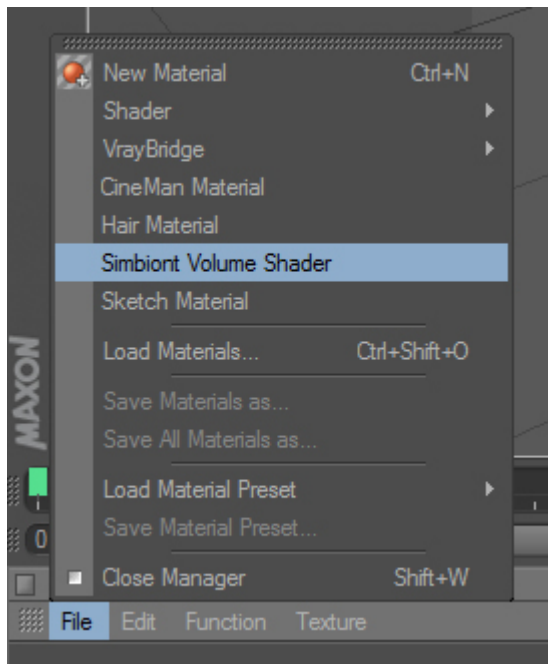 New Material Ctrl+N
Shader
VrayBridge
CineMan Material
Hair Material
Simbiont Volume Shader
Sketch Material
Load Materials... Ctrl+Shift+O
Save Materials as...
Save All Materials as...
Load Material Preset
Save Material Preset...
Close Manager Shift+W
File Edit Function Texture
MAXON
0